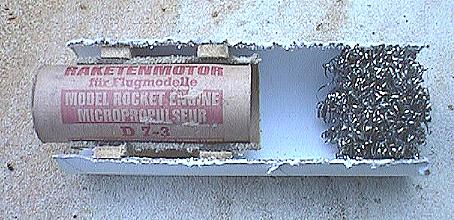 RAKETENMOTOR
für Flugmodelle
MODEL ROCKET ENGINE
MICROPROPULSEUR
D 7-3